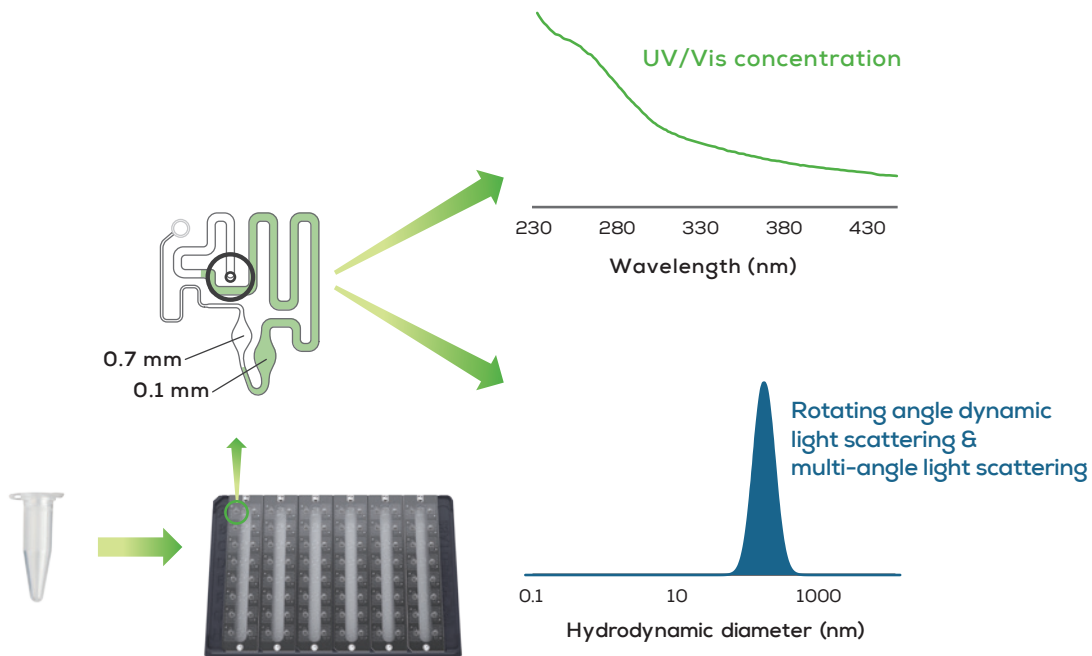 UV/Vis concentration
230 280 330 380 430
Wavelength (nm)
0.7 mm
0.1 mm
Rotating angle dynamic
light scattering &
multi-angle light scattering
0.1 10 1000
Hydrodynamic diameter (nm)